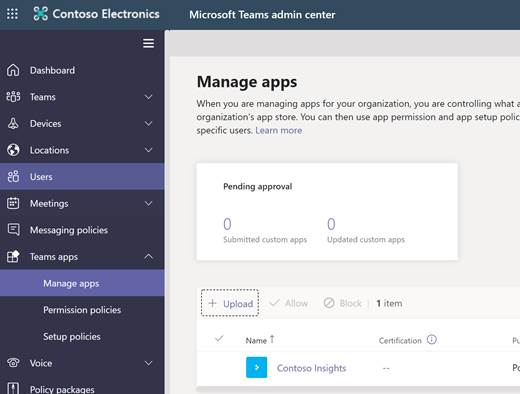 Contoso Electronics
Microsoft Teams admin center
Dashboard
Teams
Devices
Locations
Users
Meetings
Messaging policies
Teams apps
Manage apps
Permission policies
Setup policies
Voice
Policy packages
Manage apps
When you are managing apps for your organization, you are controlling what a
organization's app store. You can then use app permission and app setup polic
specific users. Learn more
Pending approval
0
Submitted custom apps
0
Updated custom apps
+ Upload
Allow
Block
1 item
Name ↑
Certification
Pu
Contoso Insights
--
Po